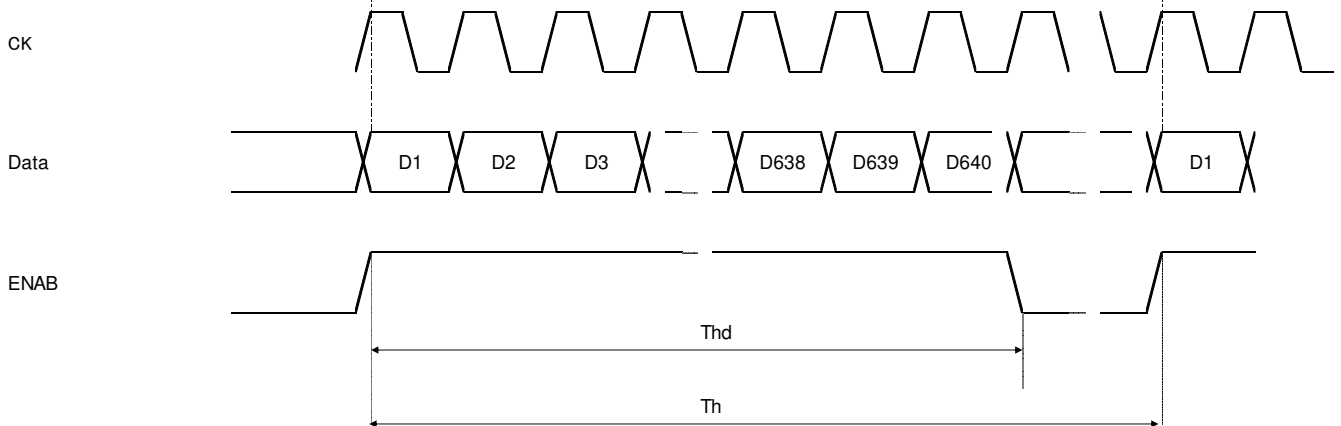 CK
Data
D1
D2
D3
D638
D639
D640
D1
ENAB
Thd
Th